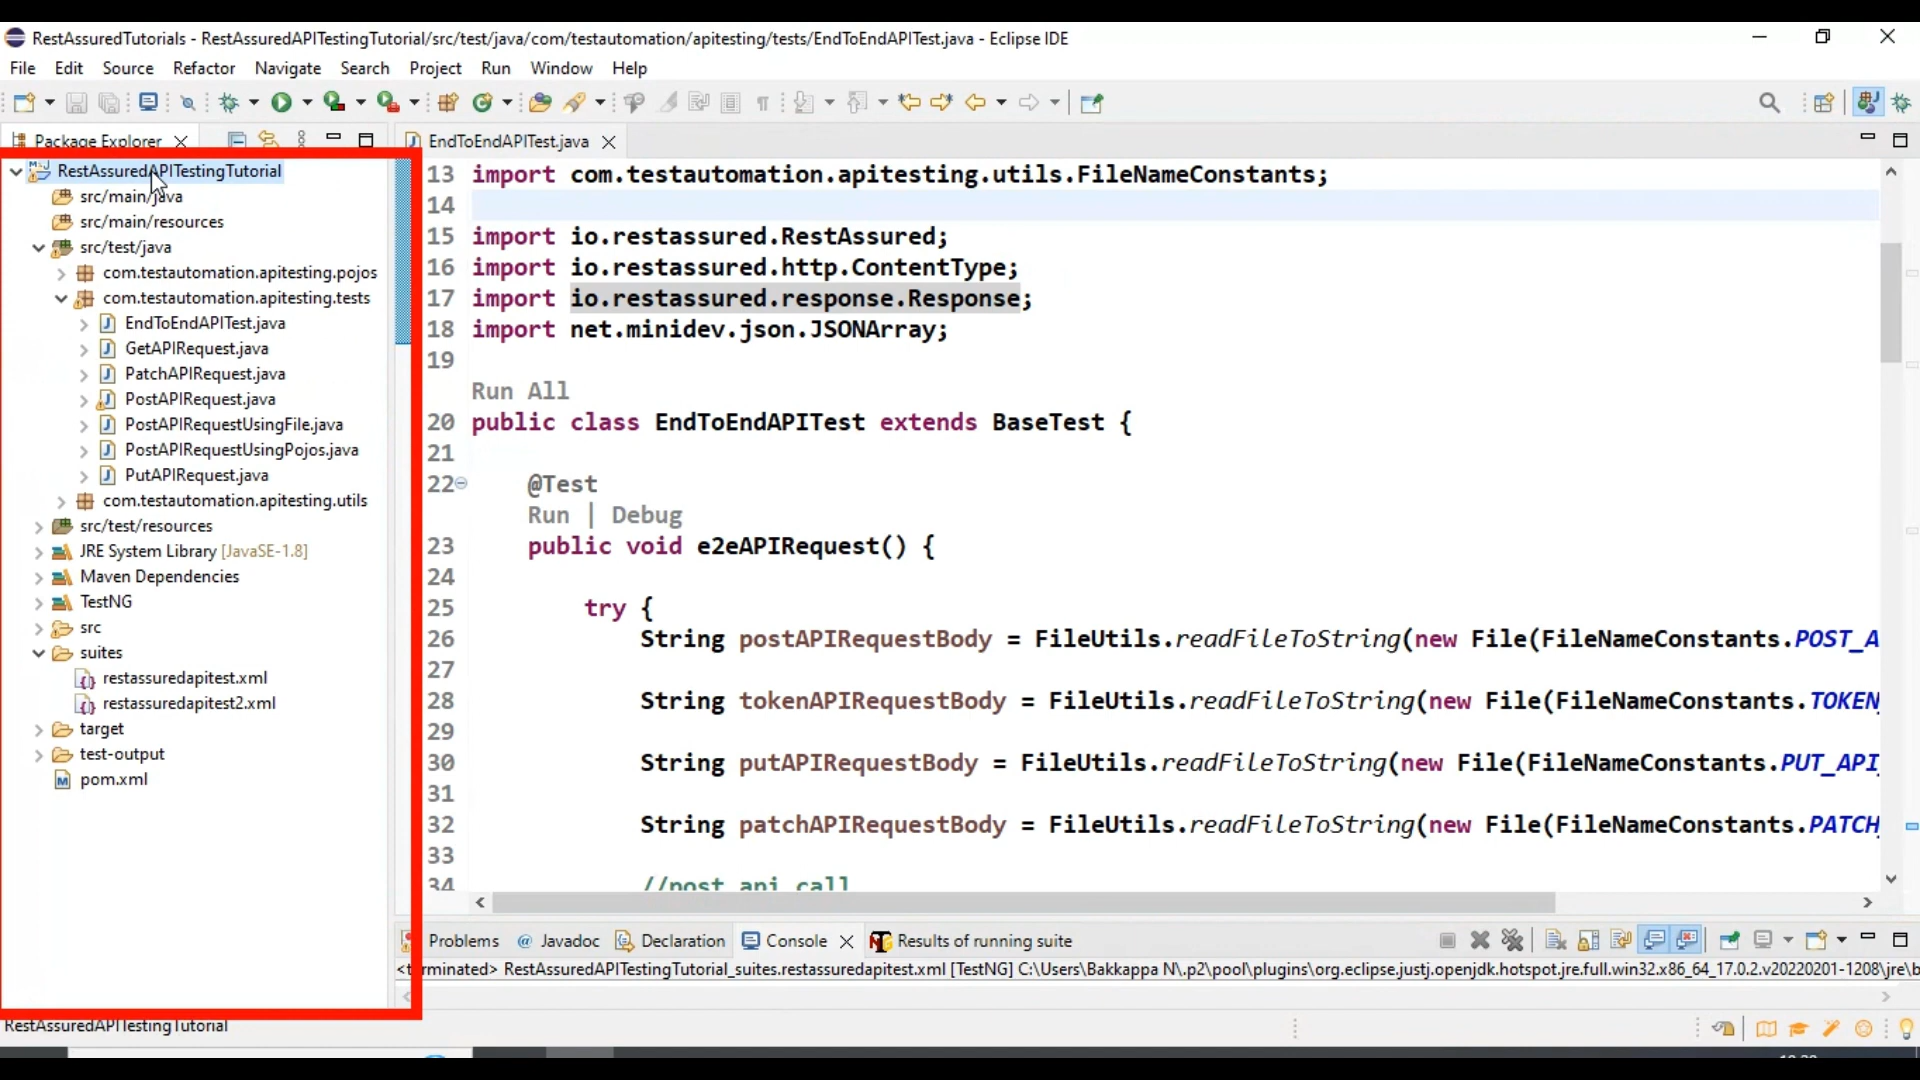 RestAssuredTutorials - RestAssuredAPITestingTutorial/src/test/java/com/testautomation/apitesting/tests/EndToEndAPITest.java - Eclipse IDE
File Edit Source Refactor Navigate Search Project Run Window Help
Package Explorer
RestAssuredAPITestingTutorial
src/main/java
src/main/resources
src/test/java
com.testautomation.apitesting.pojos
com.testautomation.apitesting.tests
EndToEndAPITest.java
GetAPIRequest.java
PatchAPIRequest.java
PostAPIRequest.java
PostAPIRequestUsingFile.java
PostAPIRequestUsingPojos.java
PutAPIRequest.java
com.testautomation.apitesting.utils
src/test/resources
JRE System Library [JavaSE-1.8]
Maven Dependencies
TestNG
src
suites
restassuredapitest.xml
restassuredapitest2.xml
target
test-output
pom.xml
EndToEndAPITest.java
13 import com.testautomation.apitesting.utils.FileNameConstants;
14
15 import io.restassured.RestAssured;
16 import io.restassured.http.ContentType;
17 import io.restassured.response.Response;
18 import net.minidev.json.JSONArray;
19
Run All
20 public class EndToEndAPITest extends BaseTest {
21
22 @Test
Run | Debug
23 public void e2eAPIRequest() {
24
25 try {
26 String postAPIRequestBody = FileUtils.readFileToString(new File(FileNameConstants.POST_A
27
28 String tokenAPIRequestBody = FileUtils.readFileToString(new File(FileNameConstants.TOKEN_
29
30 String putAPIRequestBody = FileUtils.readFileToString(new File(FileNameConstants.PUT_API_
31
32 String patchAPIRequestBody = FileUtils.readFileToString(new File(FileNameConstants.PATCH_
33
34 //post api call
Problems Javadoc Declaration Console Results of running suite
<terminated> RestAssuredAPITestingTutorial_suites.restassuredapitest.xml [TestNG] C:\Users\Bakkappa N\.p2\pool\plugins\org.eclipse.justj.openjdk.hotspot.jre.full.win32.x86_64_17.0.2.v20220201-1208\jre\b
RestAssuredAPITestingTutorial